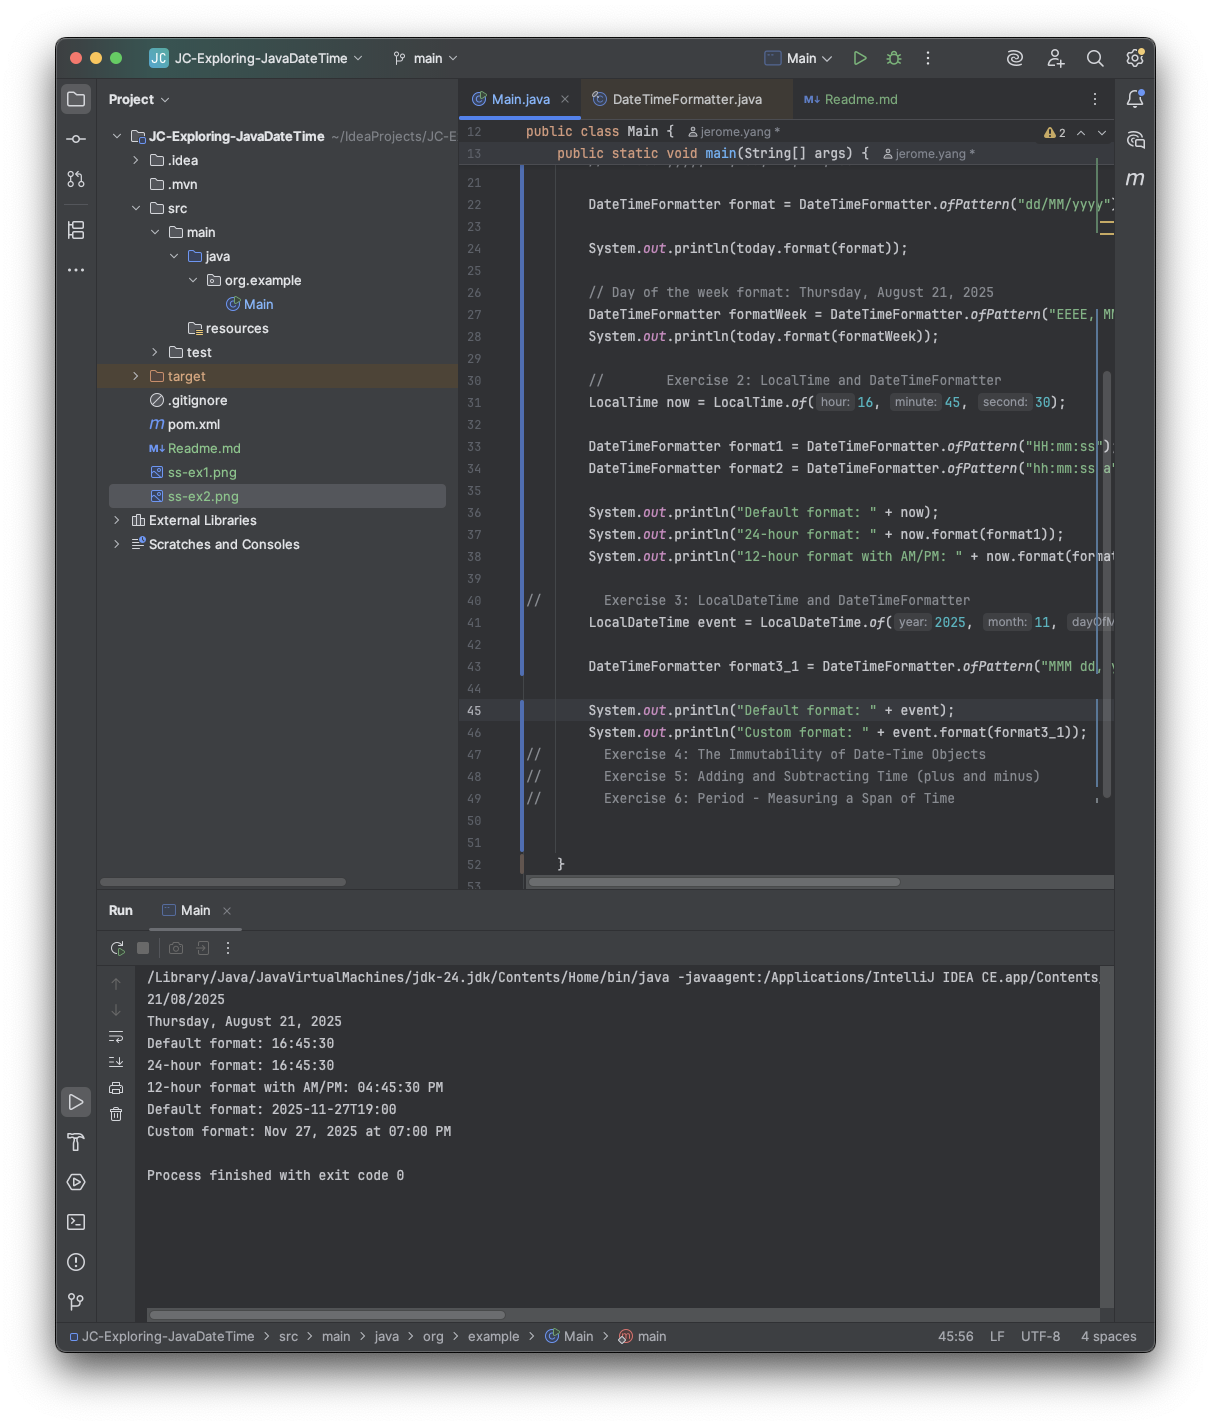 JC JC-Exploring-JavaDateTime main Main
Project
JC-Exploring-JavaDateTime ~/IdeaProjects/JC-E
.idea
.mvn
src
main
java
org.example
Main
resources
test
target
.gitignore
m pom.xml
M↓ Readme.md
ss-ex1.png
ss-ex2.png
External Libraries
Scratches and Consoles
Main.java DateTimeFormatter.java M↓ Readme.md
12 public class Main { jerome.yang *
2
13 public static void main(String[] args) { jerome.yang *
m
21
22 DateTimeFormatter format = DateTimeFormatter.ofPattern("dd/MM/yyyy")
23
24 System.out.println(today.format(format));
25
26 // Day of the week format: Thursday, August 21, 2025
27 DateTimeFormatter formatWeek = DateTimeFormatter.ofPattern("EEEE, MM
28 System.out.println(today.format(formatWeek));
29
30 // Exercise 2: LocalTime and DateTimeFormatter
31 LocalTime now = LocalTime.of( hour: 16, minute: 45, second: 30);
32
33 DateTimeFormatter format1 = DateTimeFormatter.ofPattern("HH:mm:ss");
34 DateTimeFormatter format2 = DateTimeFormatter.ofPattern("hh:mm:ss a"
35
36 System.out.println("Default format: " + now);
37 System.out.println("24-hour format: " + now.format(format1));
38 System.out.println("12-hour format with AM/PM: " + now.format(format
39
40 // Exercise 3: LocalDateTime and DateTimeFormatter
41 LocalDateTime event = LocalDateTime.of( year: 2025, month: 11, dayOfM
42
43 DateTimeFormatter format3_1 = DateTimeFormatter.ofPattern("MMM dd, y
44
45 System.out.println("Default format: " + event);
46 System.out.println("Custom format: " + event.format(format3_1));
47 // Exercise 4: The Immutability of Date-Time Objects
48 // Exercise 5: Adding and Subtracting Time (plus and minus)
49 // Exercise 6: Period - Measuring a Span of Time
50
51
52 }
53
Run Main
/Library/Java/JavaVirtualMachines/jdk-24.jdk/Contents/Home/bin/java -javaagent:/Applications/IntelliJ IDEA CE.app/Contents/
21/08/2025
Thursday, August 21, 2025
Default format: 16:45:30
24-hour format: 16:45:30
12-hour format with AM/PM: 04:45:30 PM
Default format: 2025-11-27T19:00
Custom format: Nov 27, 2025 at 07:00 PM
Process finished with exit code 0
JC-Exploring-JavaDateTime > src > main > java > org > example > Main > main 45:56 LF UTF-8 4 spaces